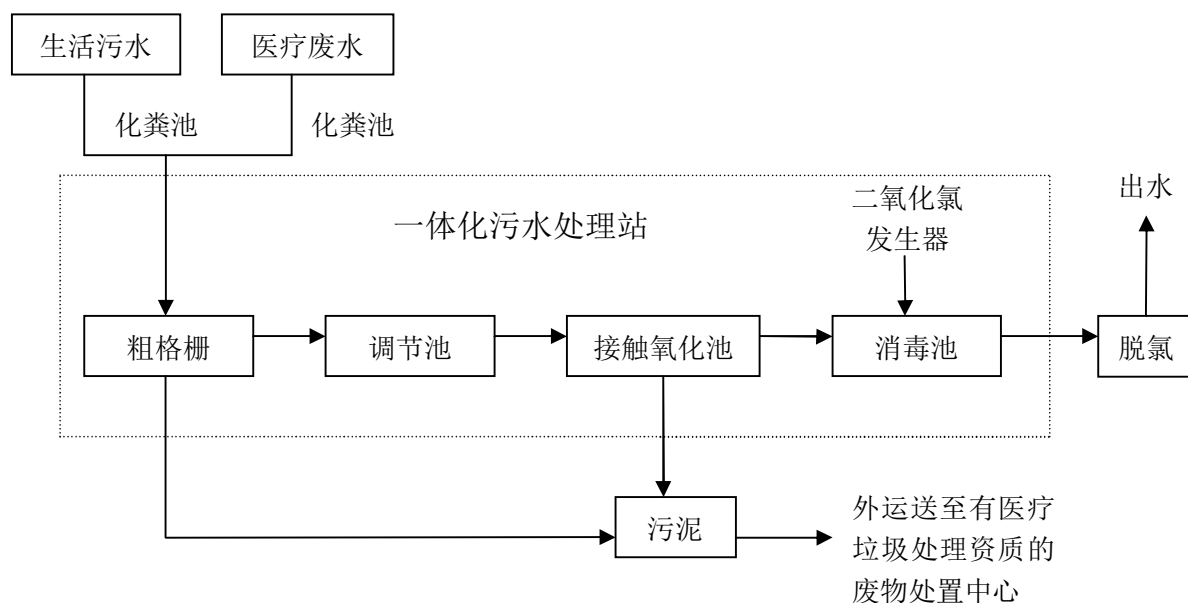 生活污水
医疗废水
化粪池
化粪池
一体化污水处理站
二氧化氯
发生器
出水
粗格栅
调节池
接触氧化池
消毒池
脱氯
污泥
外运送至有医疗
垃圾处理资质的
废物处置中心